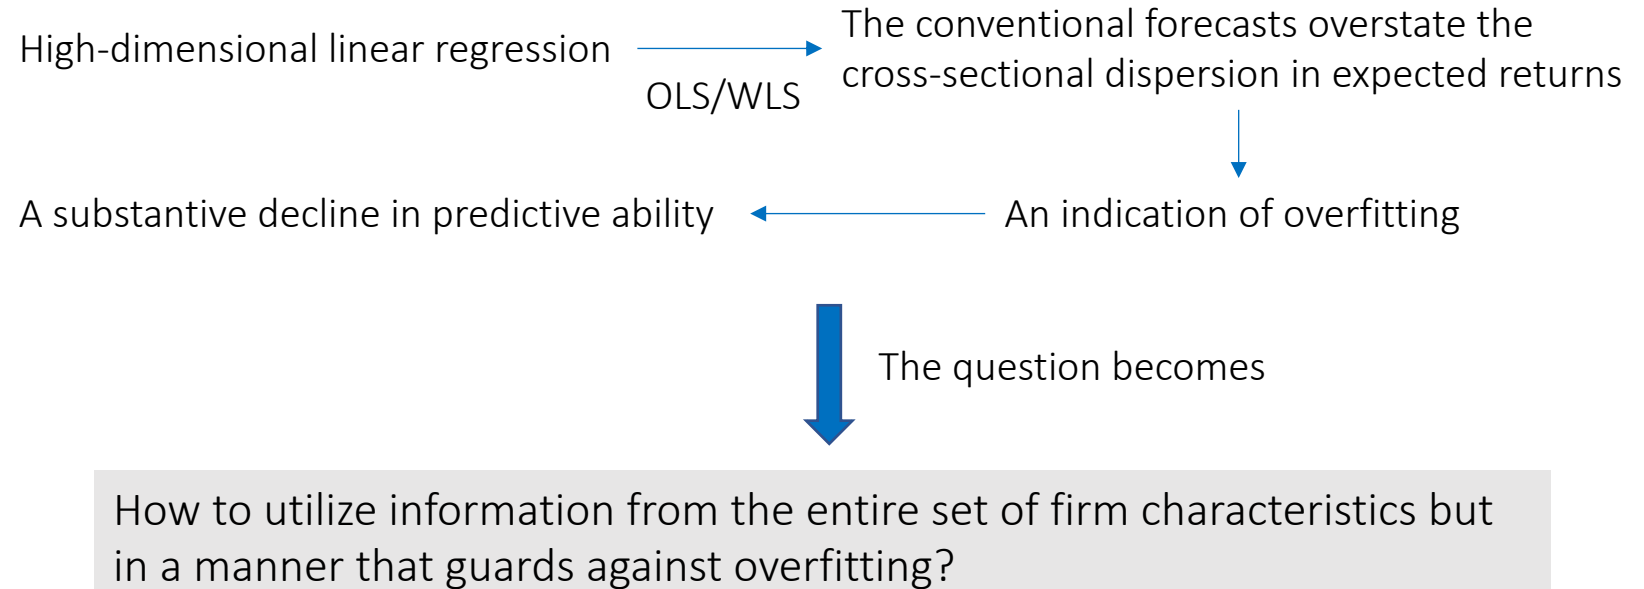 High-dimensional linear regression
OLS/WLS
The conventional forecasts overstate the
cross-sectional dispersion in expected returns
An indication of overfitting
A substantive decline in predictive ability
The question becomes
How to utilize information from the entire set of firm characteristics but
in a manner that guards against overfitting?